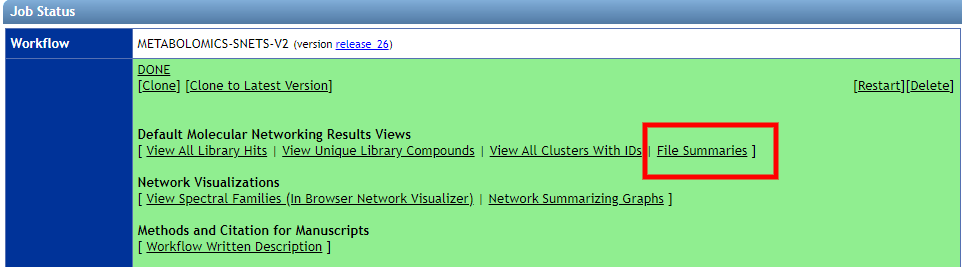 Job Status
Workflow METABOLOMICS-SNETS-V2 (version release_26)
DONE
[Clone] [Clone to Latest Version] [Restart][Delete]
Default Molecular Networking Results Views
[ View All Library Hits | View Unique Library Compounds | View All Clusters With IDs | File Summaries ]
Network Visualizations
[ View Spectral Families (In Browser Network Visualizer) | Network Summarizing Graphs ]
Methods and Citation for Manuscripts
[ Workflow Written Description ]